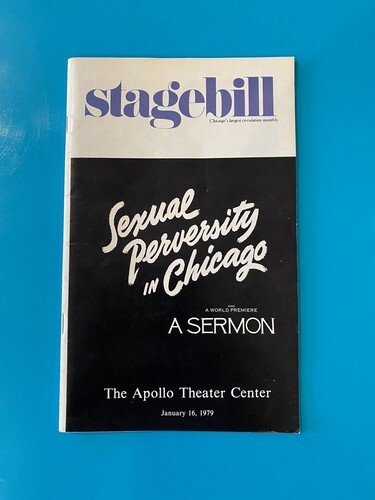 stagebill
Chicago's largest circulation monthly
Sexual
Perversity
IN Chicago
AND
A WORLD PREMIERE
A SERMON
The Apollo Theater Center
January 16, 1979